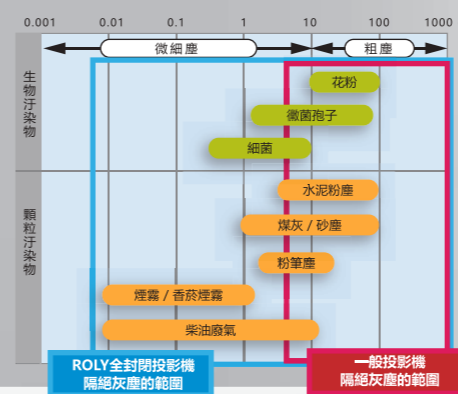 0.001 0.01 0.1 1 10 100 1000
微細塵 粗塵
生物汙染物
花粉
黴菌孢子
細菌
顆粒汙染物
水泥粉塵
煤灰 / 砂塵
粉筆塵
煙霧 / 香菸煙霧
柴油廢氣
ROLY全封閉投影機
隔絕灰塵的範圍
一般投影機
隔絕灰塵的範圍